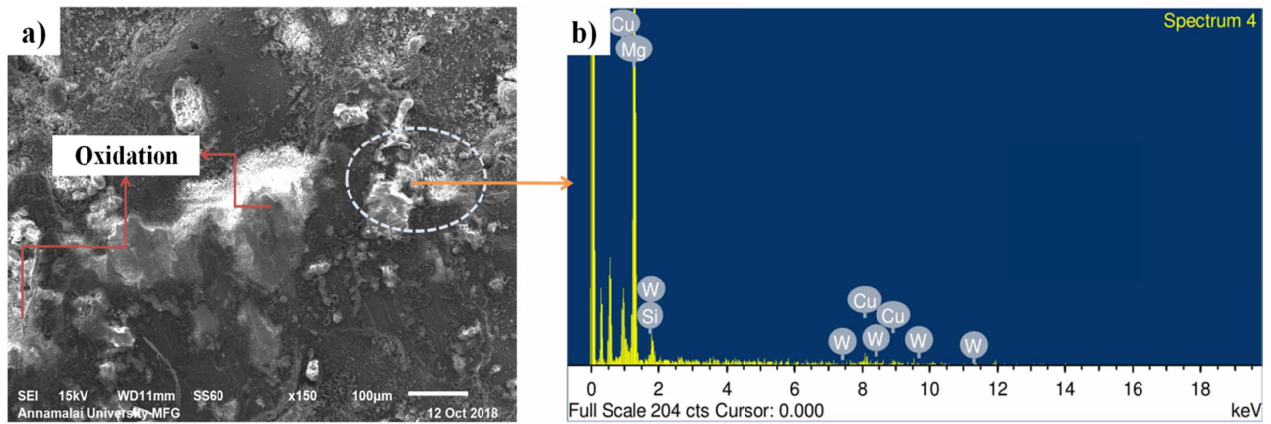 a)
Oxidation
SEI 15kV WD11mm SS60 x150 100µm
Annamalai University-MFG 12 Oct 2018
b)
Spectrum 4
Cu
Mg
W
Si
Cu
Cu
W
W
W
W
0 2 4 6 8 10 12 14 16 18
Full Scale 204 cts Cursor: 0.000 keV